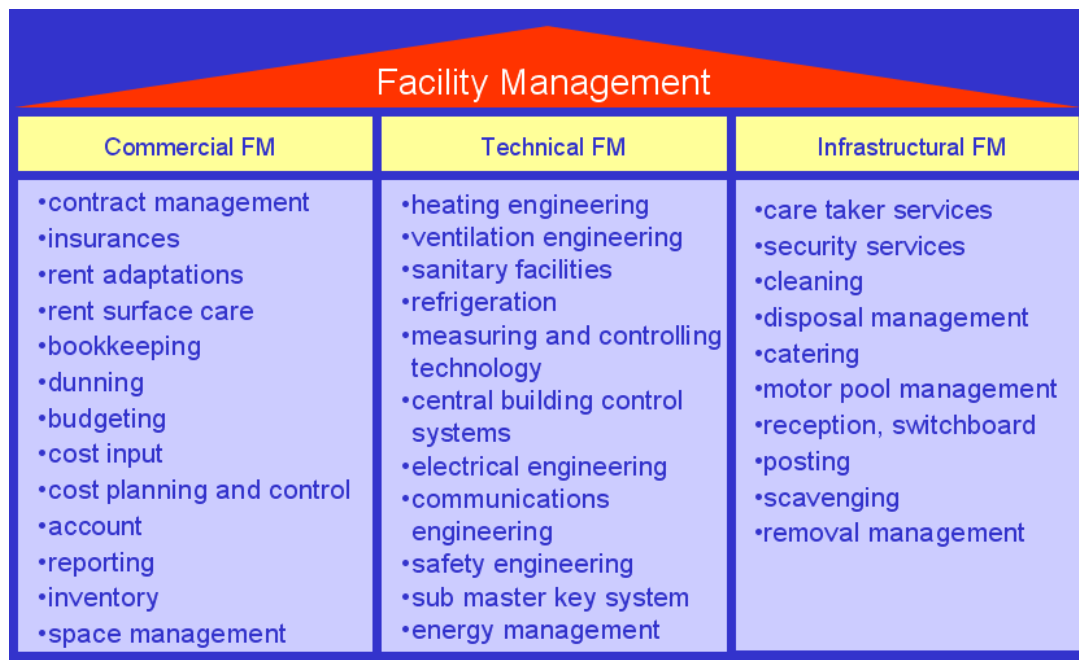 Facility Management
Commercial FM
•contract management
•insurances
•rent adaptations
•rent surface care
•bookkeeping
•dunning
•budgeting
•cost input
•cost planning and control
•account
•reporting
•inventory
•space management
Technical FM
•heating engineering
•ventilation engineering
•sanitary facilities
•refrigeration
•measuring and controlling
technology
•central building control
systems
•electrical engineering
•communications
engineering
•safety engineering
•sub master key system
•energy management
Infrastructural FM
•care taker services
•security services
•cleaning
•disposal management
•catering
•motor pool management
•reception, switchboard
•posting
•scavenging
•removal management